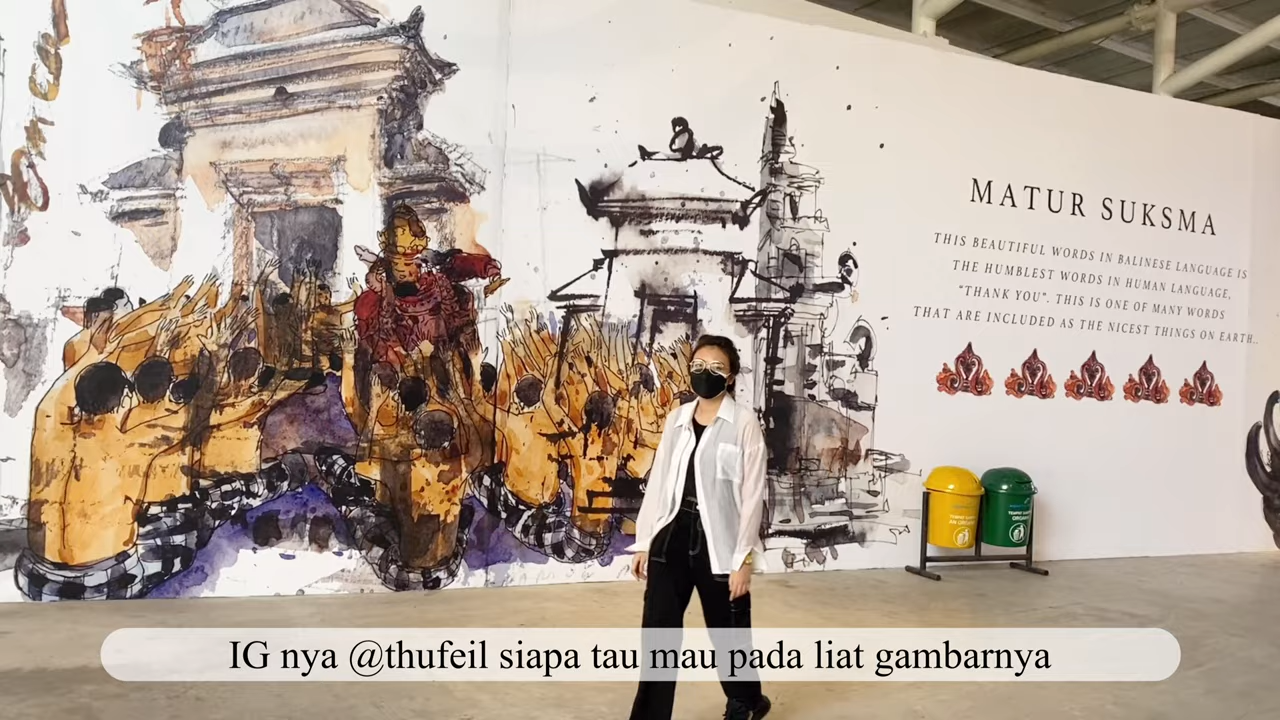 MATUR SUKSMA
THIS BEAUTIFUL WORDS IN BALINESE LANGUAGE IS
THE HUMBLEST WORDS IN HUMAN LANGUAGE,
"THANK YOU". THIS IS ONE OF MANY WORDS
THAT ARE INCLUDED AS THE NICEST THINGS ON EARTH..
IG nya @thufeil siapa tau mau pada liat gambarnya